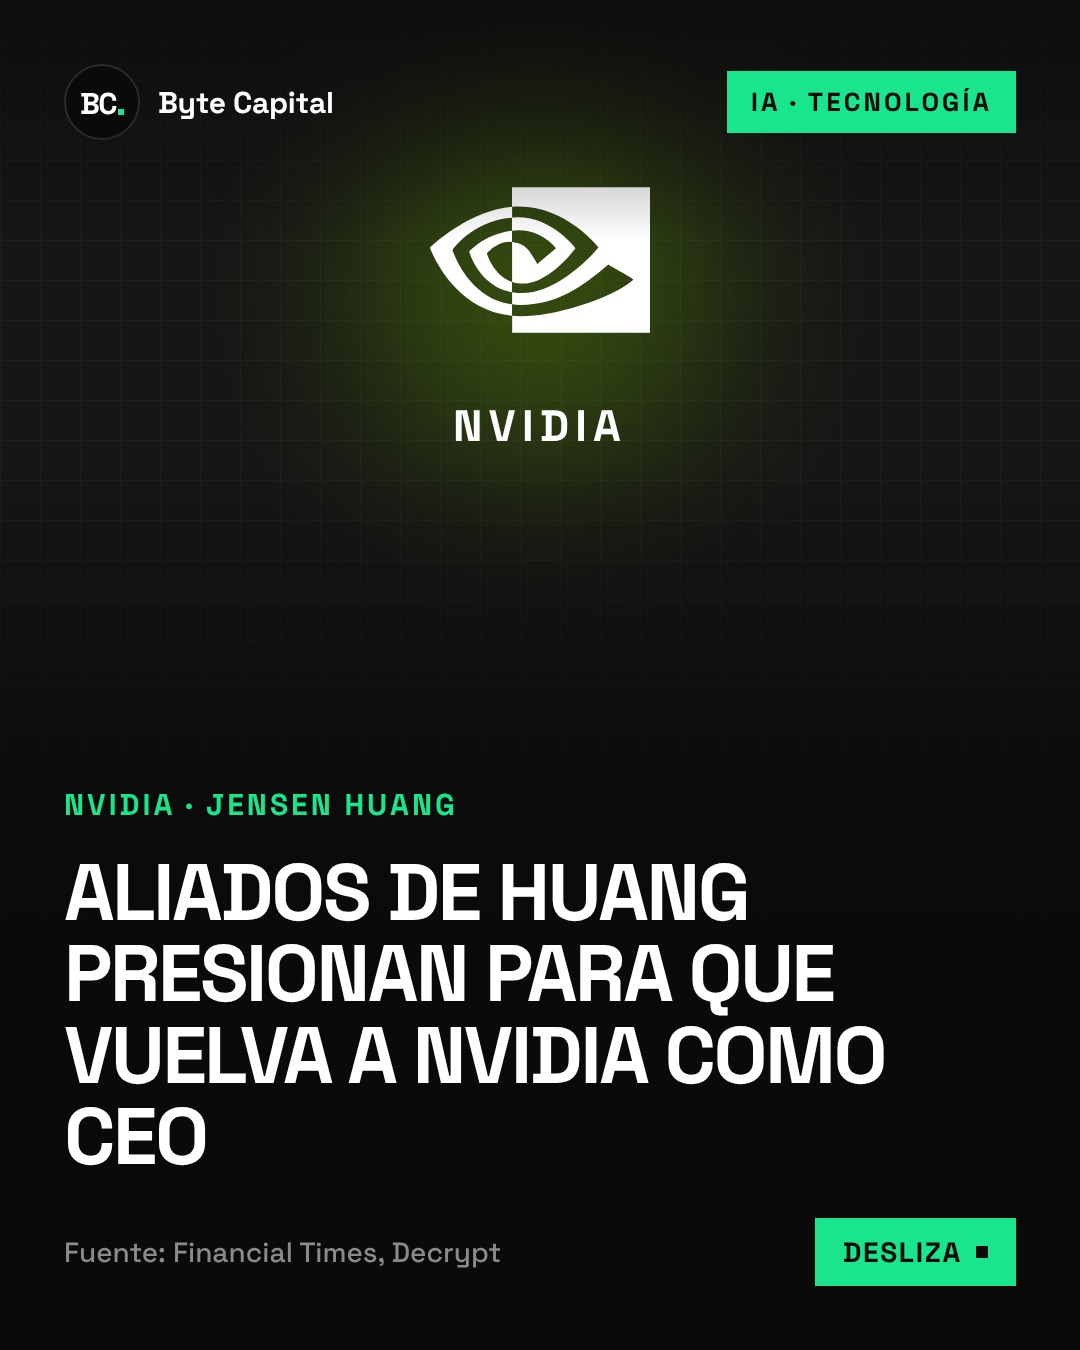 BC.
Byte Capital
IA · TECNOLOGÍA
NVIDIA
NVIDIA · JENSEN HUANG
ALIADOS DE HUANG
PRESIONAN PARA QUE
VUELVA A NVIDIA COMO
CEO
Fuente: Financial Times, Decrypt
DESLIZA